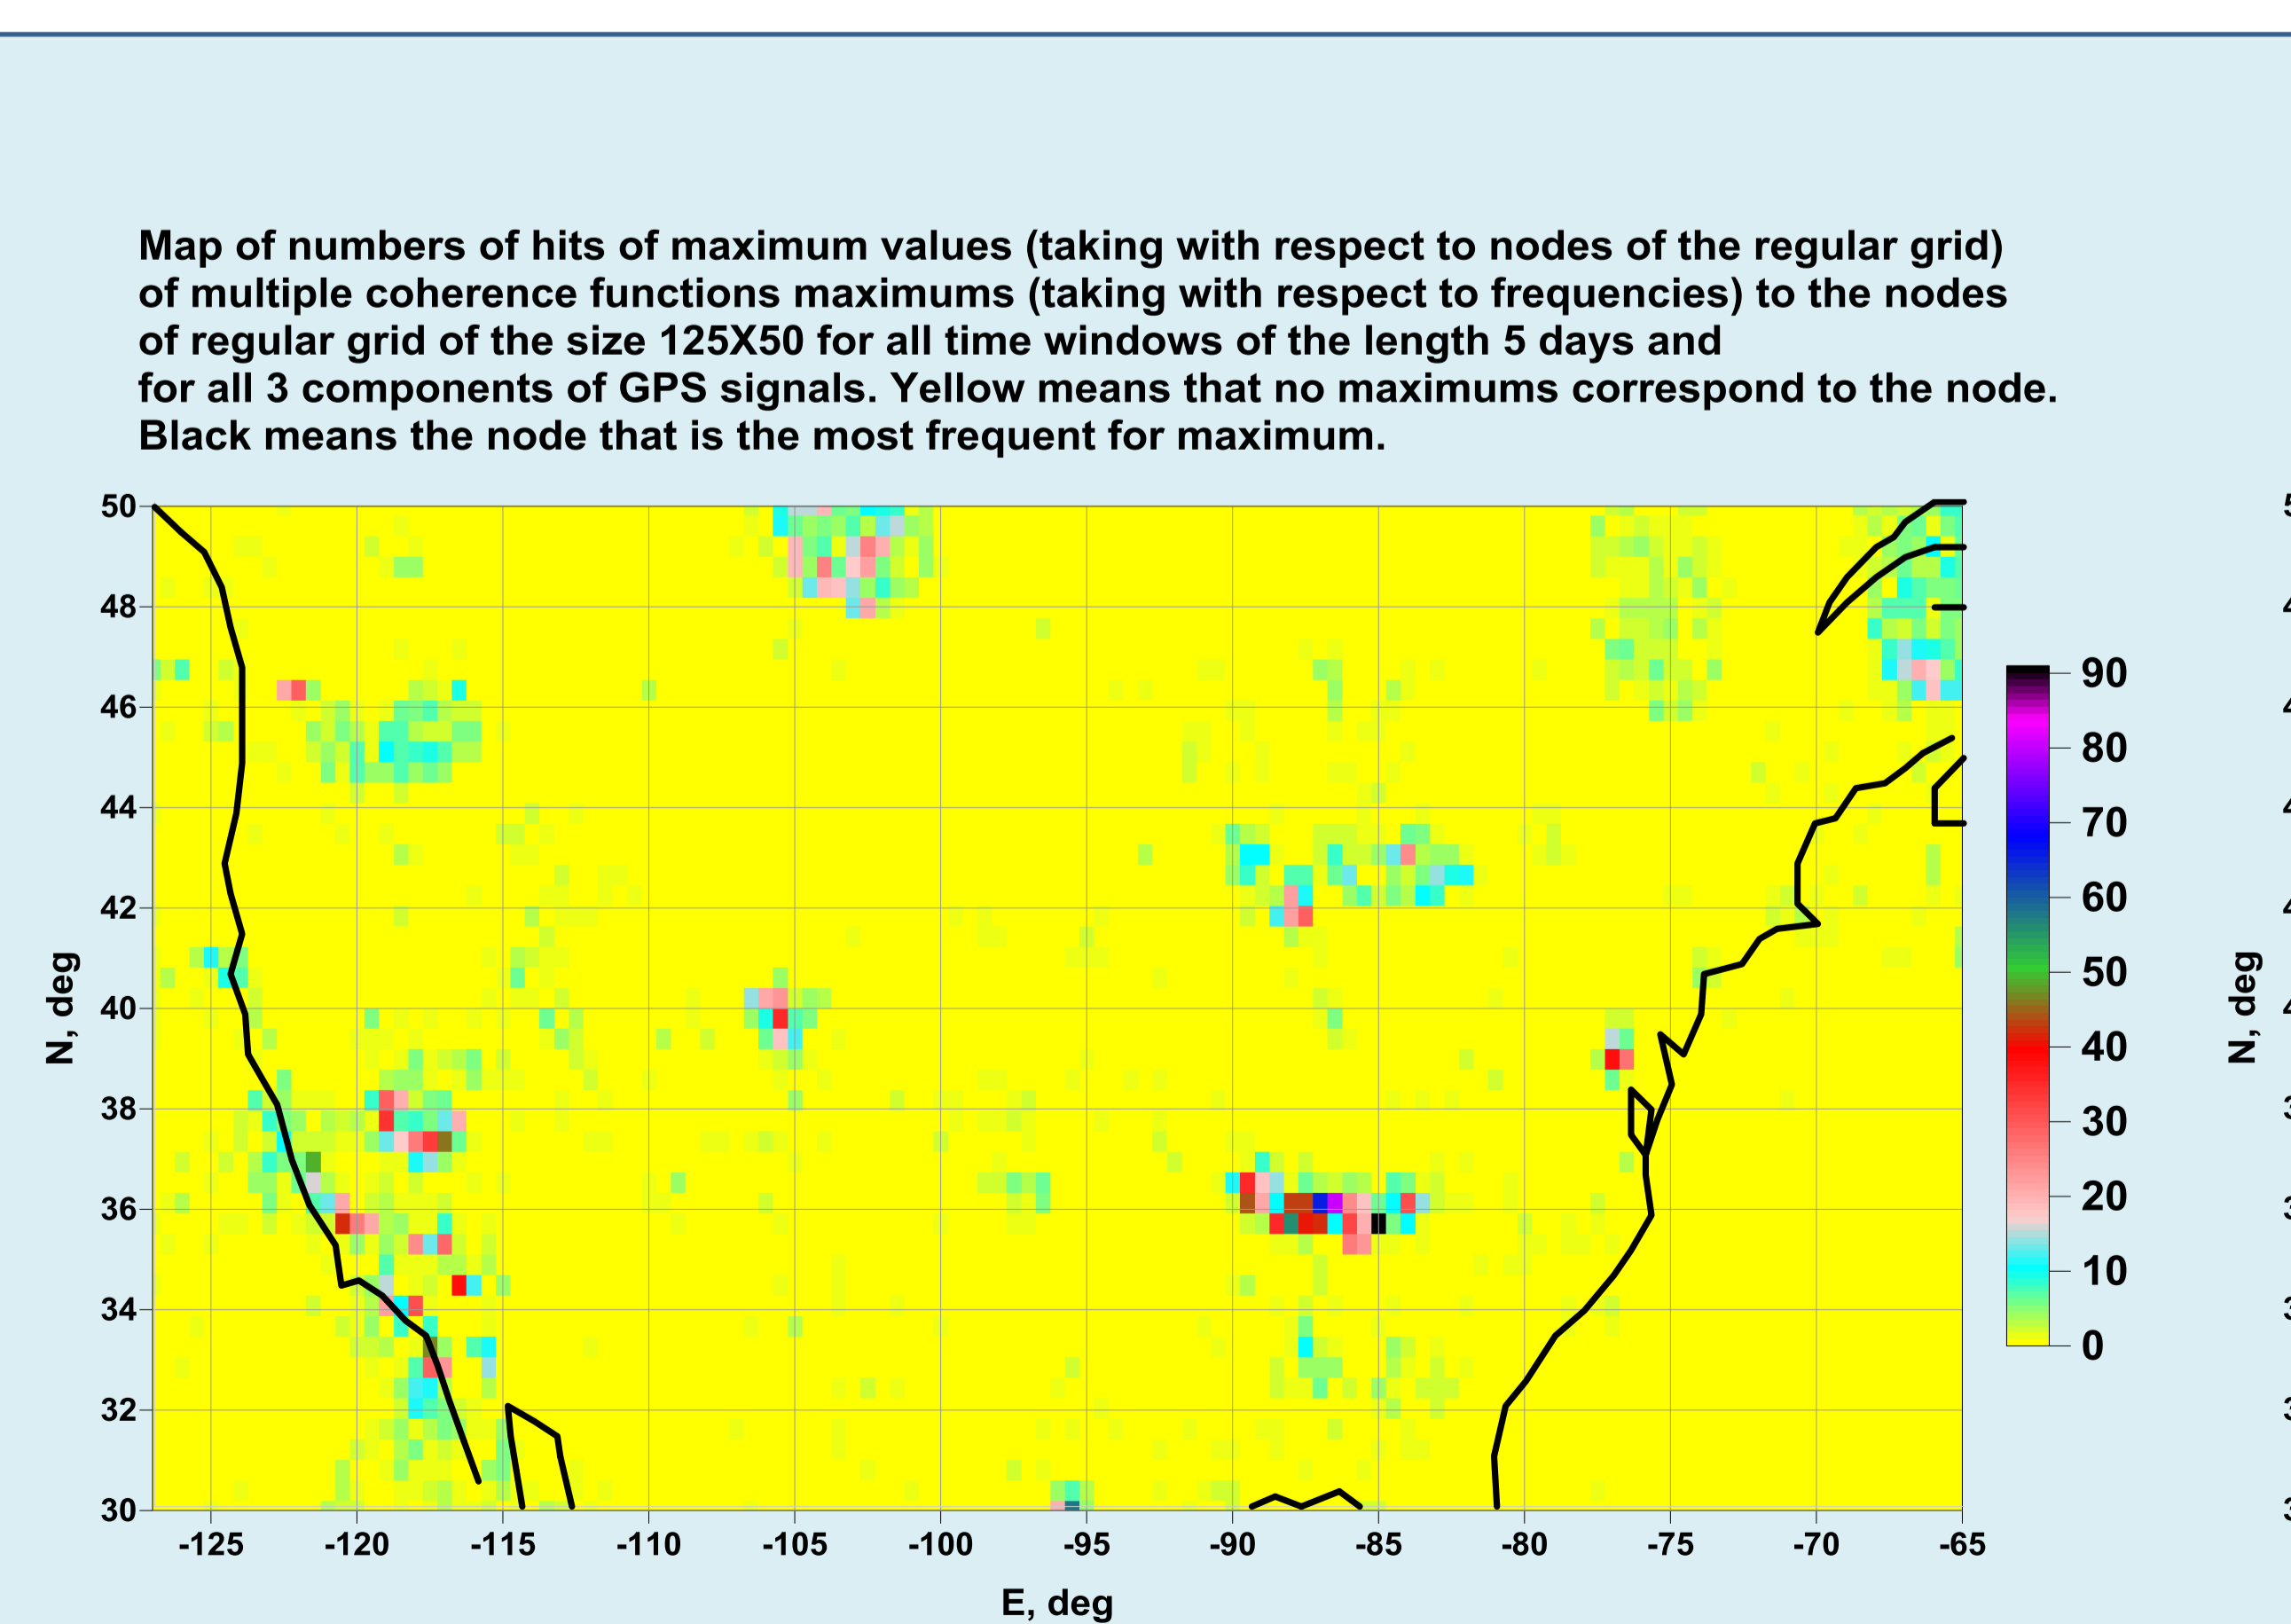 Map of numbers of hits of maximum values (taking with respect to nodes of the regular grid)
of multiple coherence functions maximums (taking with respect to frequencies) to the nodes
of regular grid of the size 125X50 for all time windows of the length 5 days and
for all 3 components of GPS signals. Yellow means that no maximums correspond to the node.
Black means the node that is the most frequent for maximum.
50
48
46
44
42
40
38
36
34
32
30
N, deg
-125 -120 -115 -110 -105 -100 -95 -90 -85 -80 -75 -70 -65
E, deg
90
80
70
60
50
40
30
20
10
0
N, deg